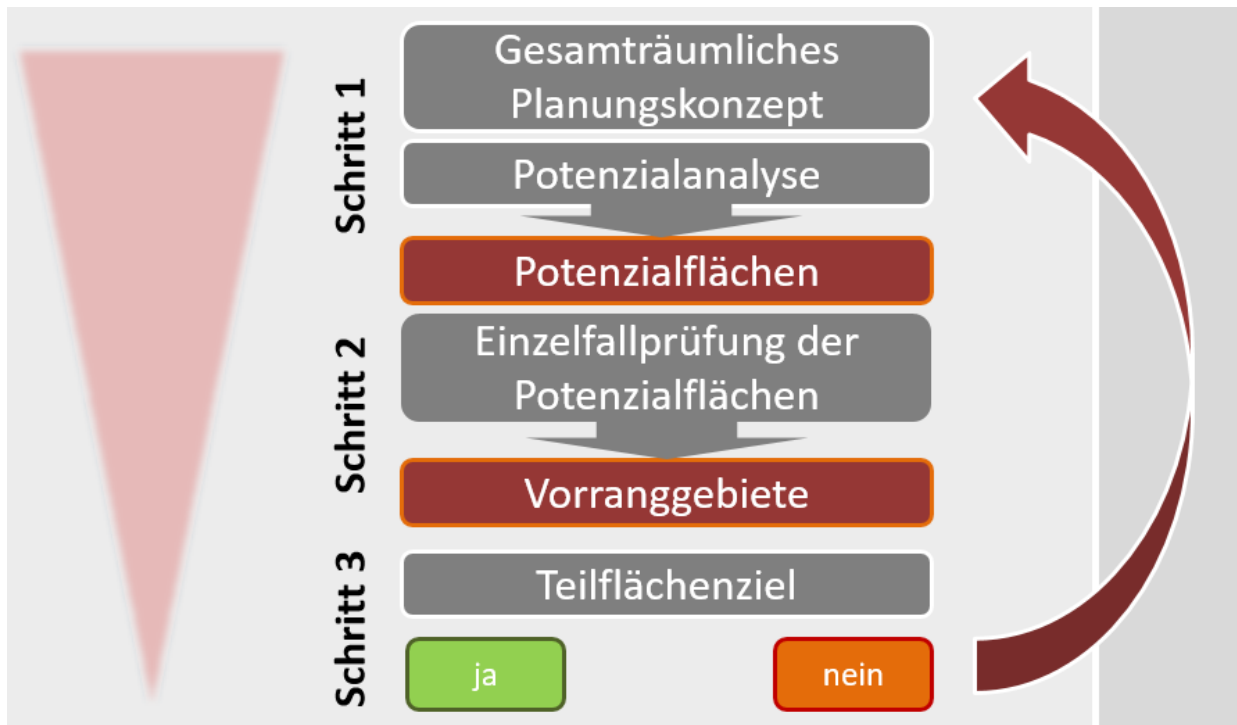 Schritt 1
Gesamträumliches
Planungskonzept
Potenzialanalyse
Potenzialflächen
Schritt 2
Einzelfallprüfung der
Potenzialflächen
Vorranggebiete
Schritt 3
Teilflächenziel
ja
nein